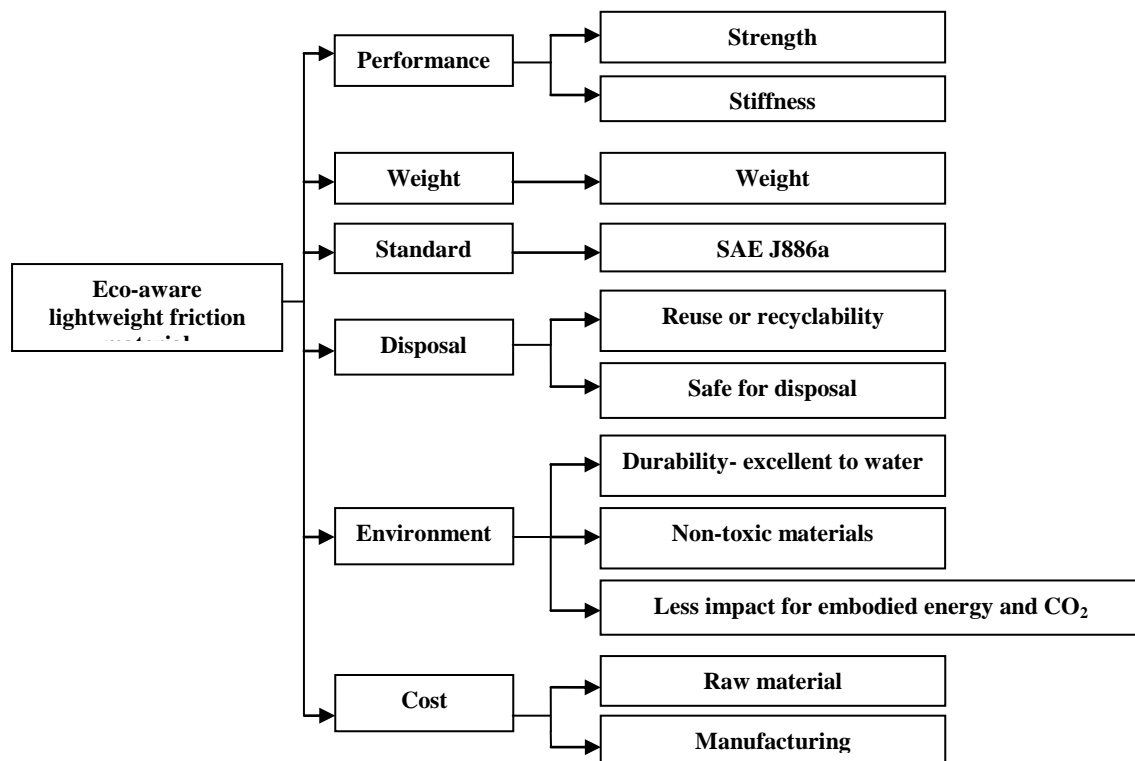 Eco-aware
lightweight friction
material
Performance
Strength
Stiffness
Weight
Weight
Standard
SAE J886a
Disposal
Reuse or recyclability
Safe for disposal
Environment
Durability- excellent to water
Non-toxic materials
Less impact for embodied energy and CO₂
Cost
Raw material
Manufacturing